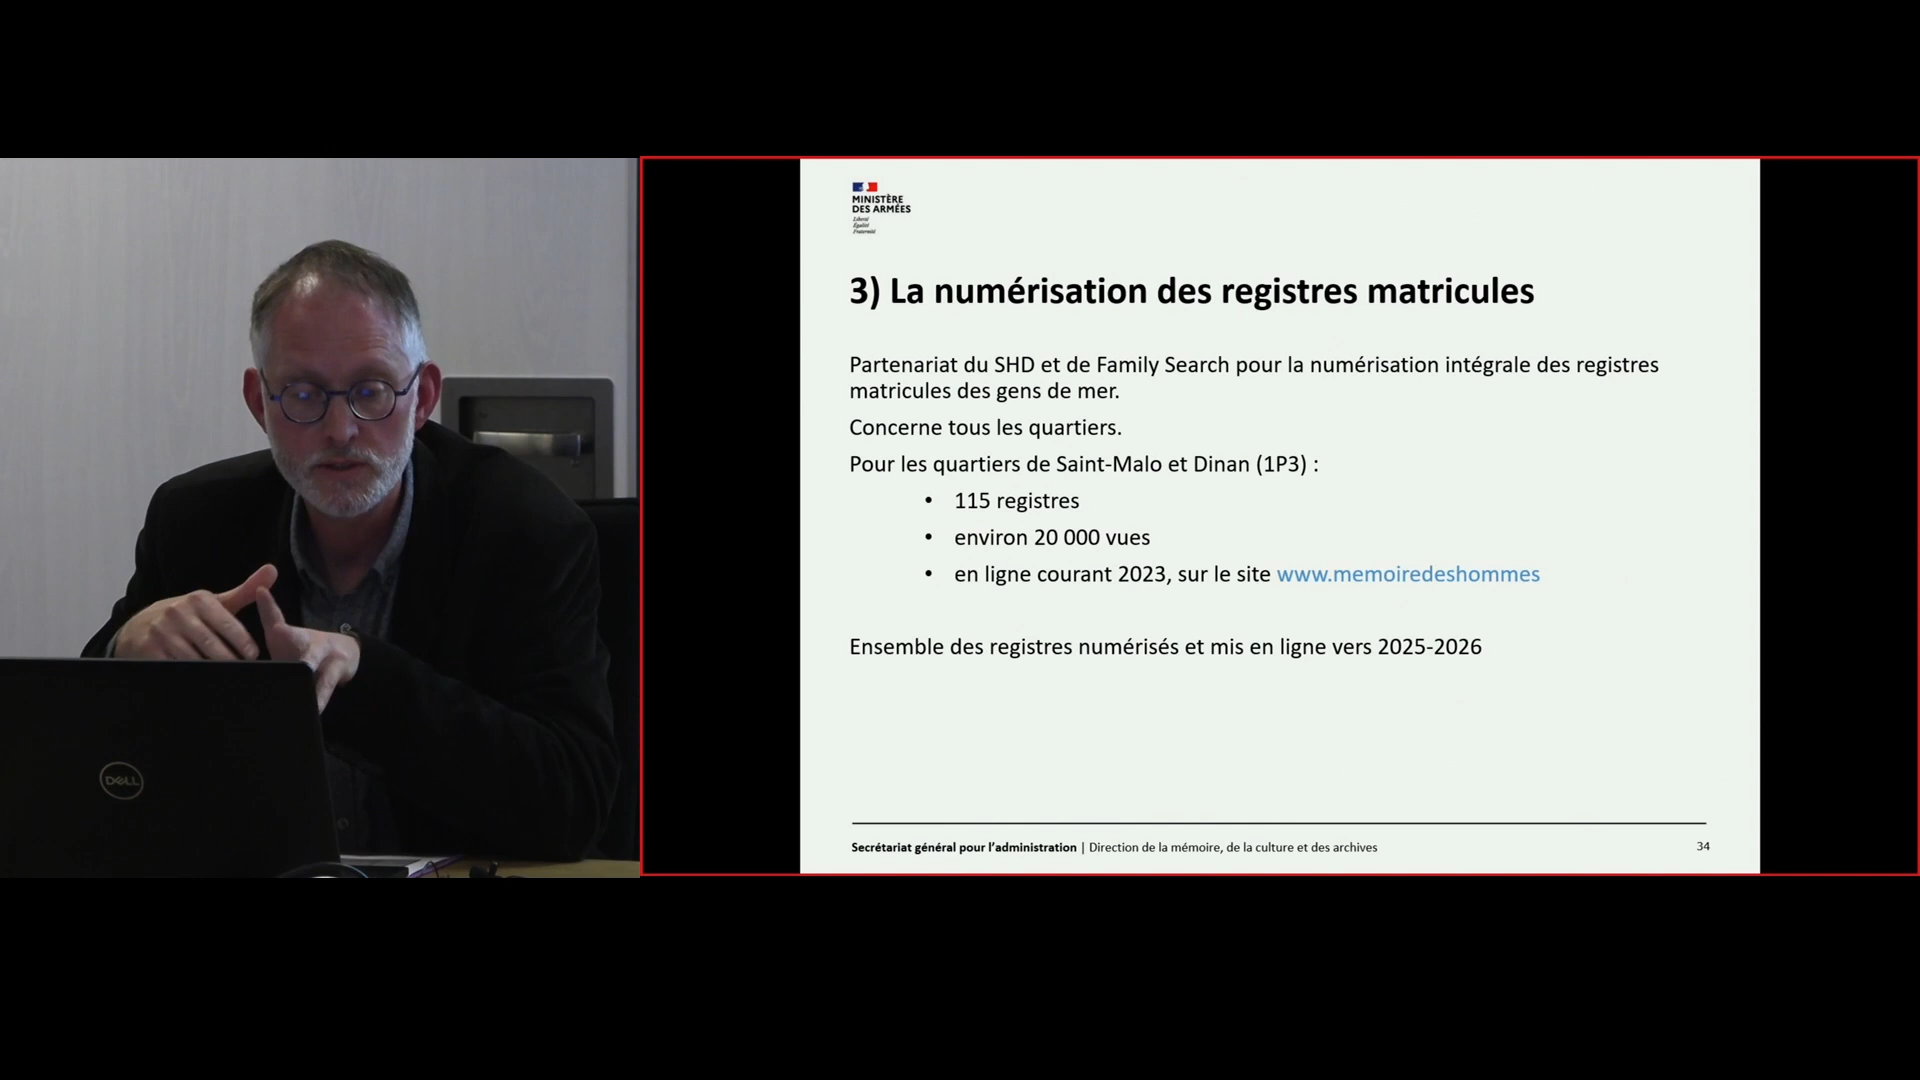 MINISTÈRE
DES ARMÉES
Liberté
Égalité
Fraternité
3) La numérisation des registres matricules
Partenariat du SHD et de Family Search pour la numérisation intégrale des registres
matricules des gens de mer.
Concerne tous les quartiers.
Pour les quartiers de Saint-Malo et Dinan (1P3) :
• 115 registres
• environ 20 000 vues
• en ligne courant 2023, sur le site www.memoiredeshommes
Ensemble des registres numérisés et mis en ligne vers 2025-2026
Secrétariat général pour l'administration | Direction de la mémoire, de la culture et des archives
34
DELL